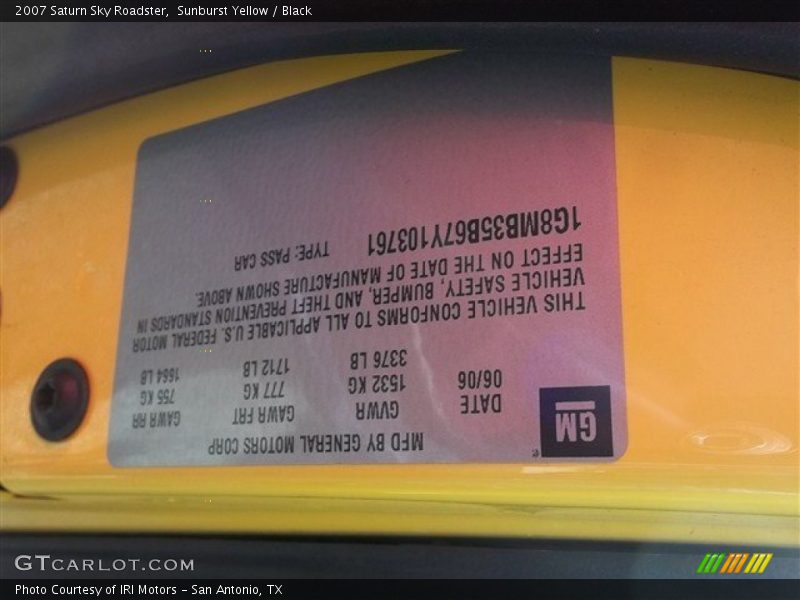 2007 Saturn Sky Roadster,  Sunburst Yellow / Black
GM
MFD BY GENERAL MOTORS CORP
DATE GVWR GAWR FRT GAWR RR
06/06 1532 KG 777 KG 755 KG
3376 LB 1712 LB 1664 LB
THIS VEHICLE CONFORMS TO ALL APPLICABLE U.S. FEDERAL MOTOR
VEHICLE SAFETY, BUMPER, AND THEFT PREVENTION STANDARDS IN
EFFECT ON THE DATE OF MANUFACTURE SHOWN ABOVE.
1G8MB35B67Y103761 TYPE: PASS CAR
GTCARLOT.COM
Photo Courtesy of IRI Motors – San Antonio, TX